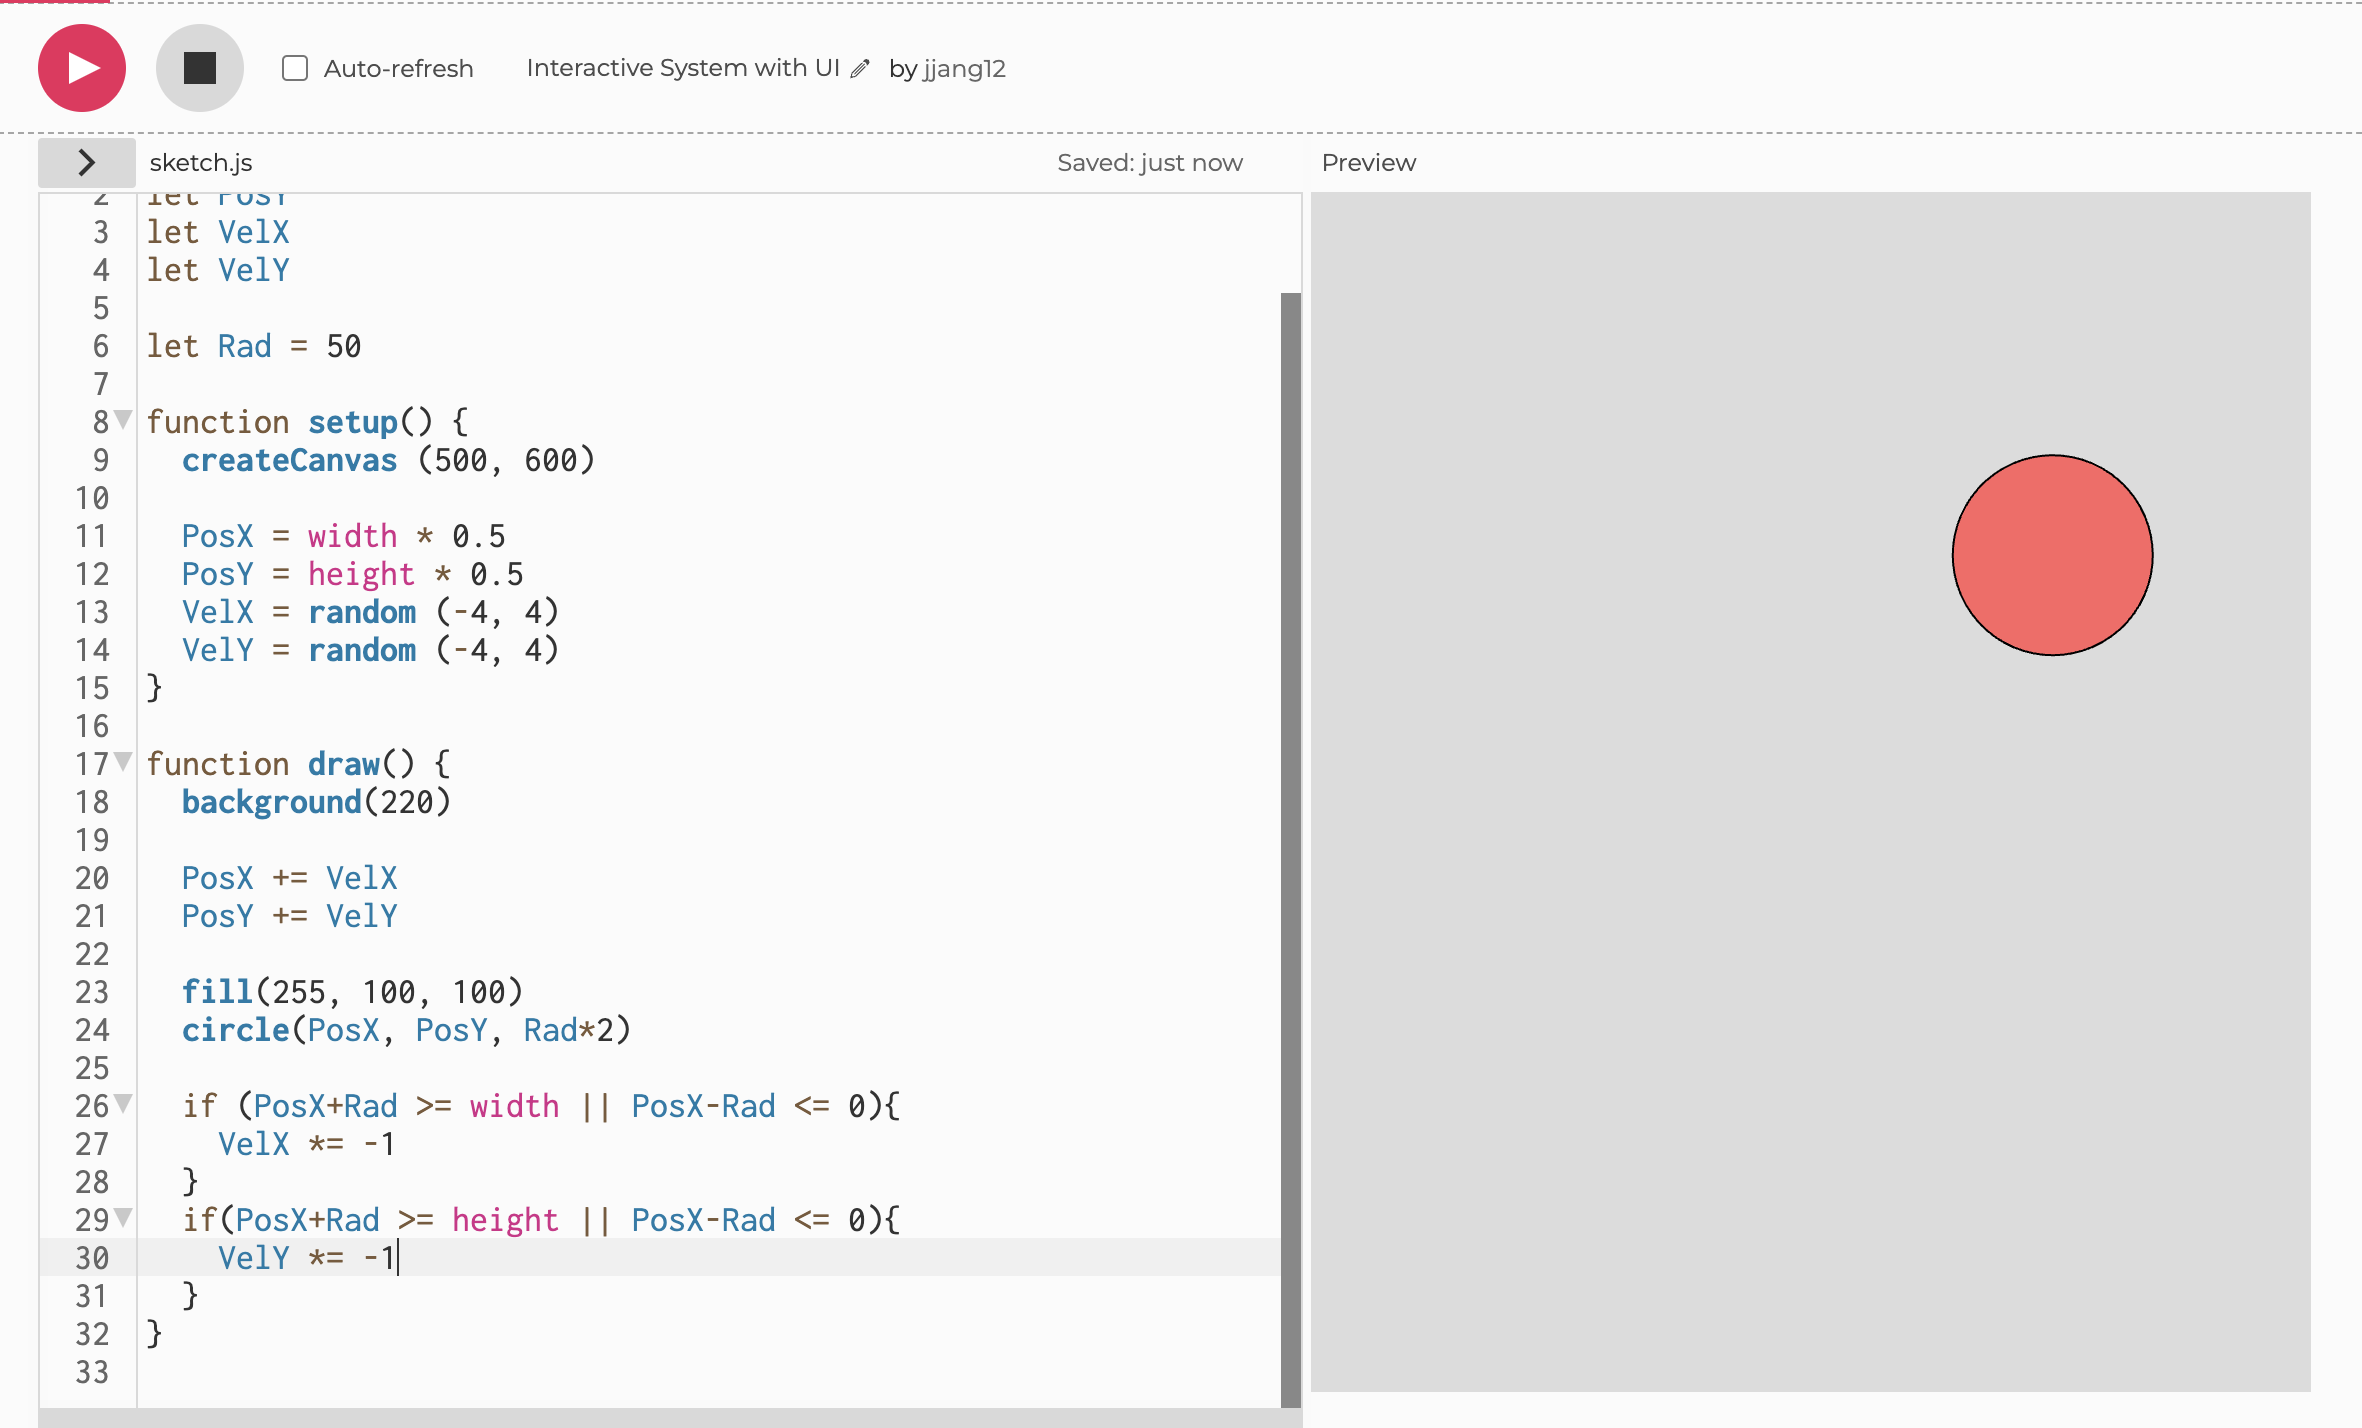 Auto-refresh Interactive System with UI by jjang12
sketch.js Saved: just now Preview
2 let PosY
3 let VelX
4 let VelY
5
6 let Rad = 50
7
8 function setup() {
9 createCanvas (500, 600)
10
11 PosX = width * 0.5
12 PosY = height * 0.5
13 VelX = random (-4, 4)
14 VelY = random (-4, 4)
15 }
16
17 function draw() {
18 background(220)
19
20 PosX += VelX
21 PosY += VelY
22
23 fill(255, 100, 100)
24 circle(PosX, PosY, Rad*2)
25
26 if (PosX+Rad >= width || PosX-Rad <= 0){
27 VelX *= -1
28 }
29 if(PosX+Rad >= height || PosX-Rad <= 0){
30 VelY *= -1
31 }
32 }
33